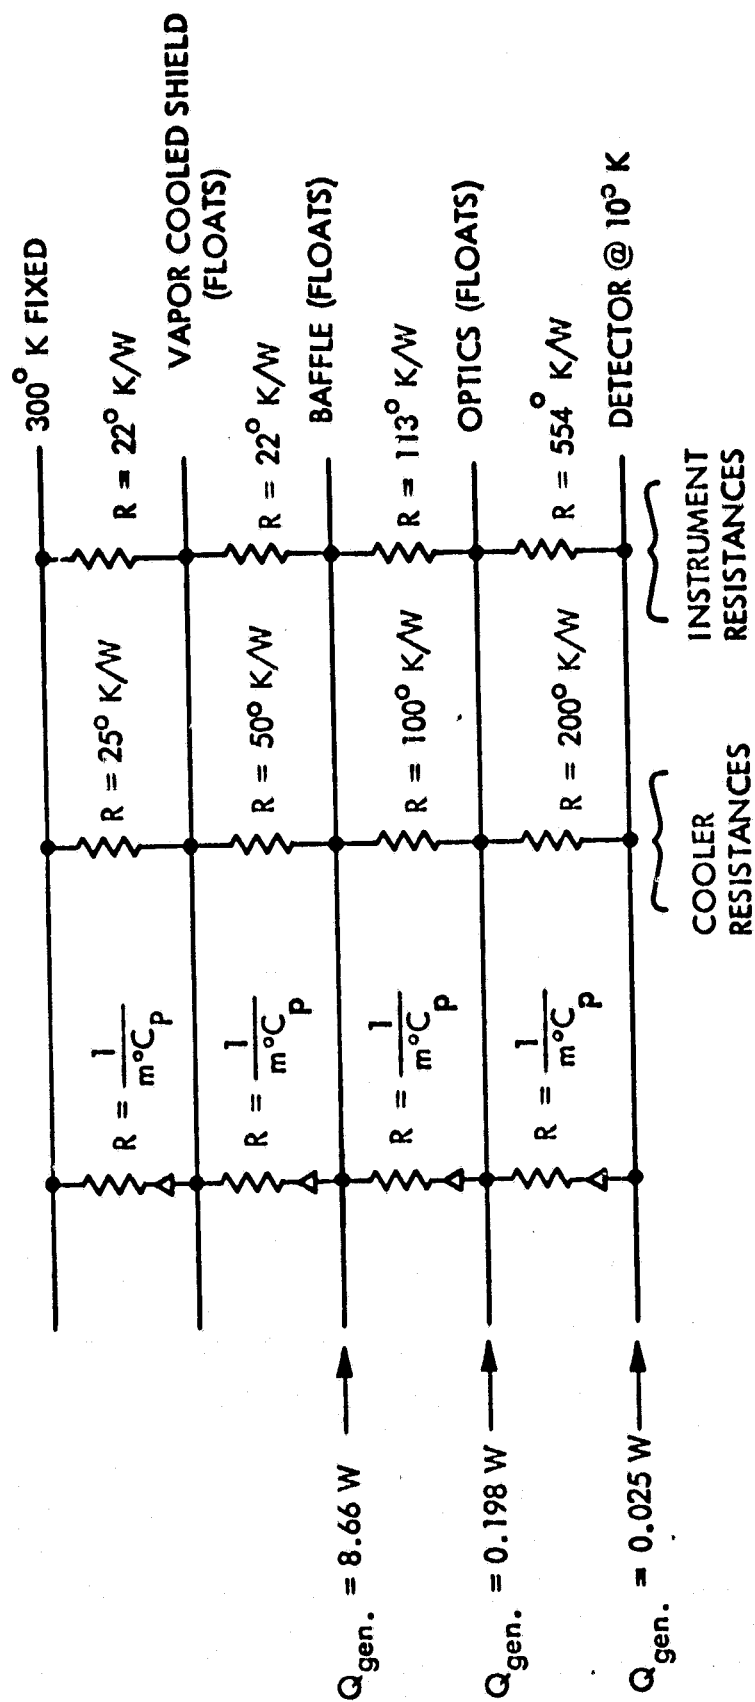 300° K FIXED
R = 1/m°Cp
R = 25° K/W
R = 22° K/W
VAPOR COOLED SHIELD
(FLOATS)
R = 1/m°Cp
R = 50° K/W
R = 22° K/W
Qgen. = 8.66 W
BAFFLE (FLOATS)
R = 1/m°Cp
R = 100° K/W
R = 113° K/W
Qgen. = 0.198 W
OPTICS (FLOATS)
R = 1/m°Cp
R = 200° K/W
R = 554° K/W
Qgen. = 0.025 W
DETECTOR @ 10° K
COOLER
RESISTANCES
INSTRUMENT
RESISTANCES